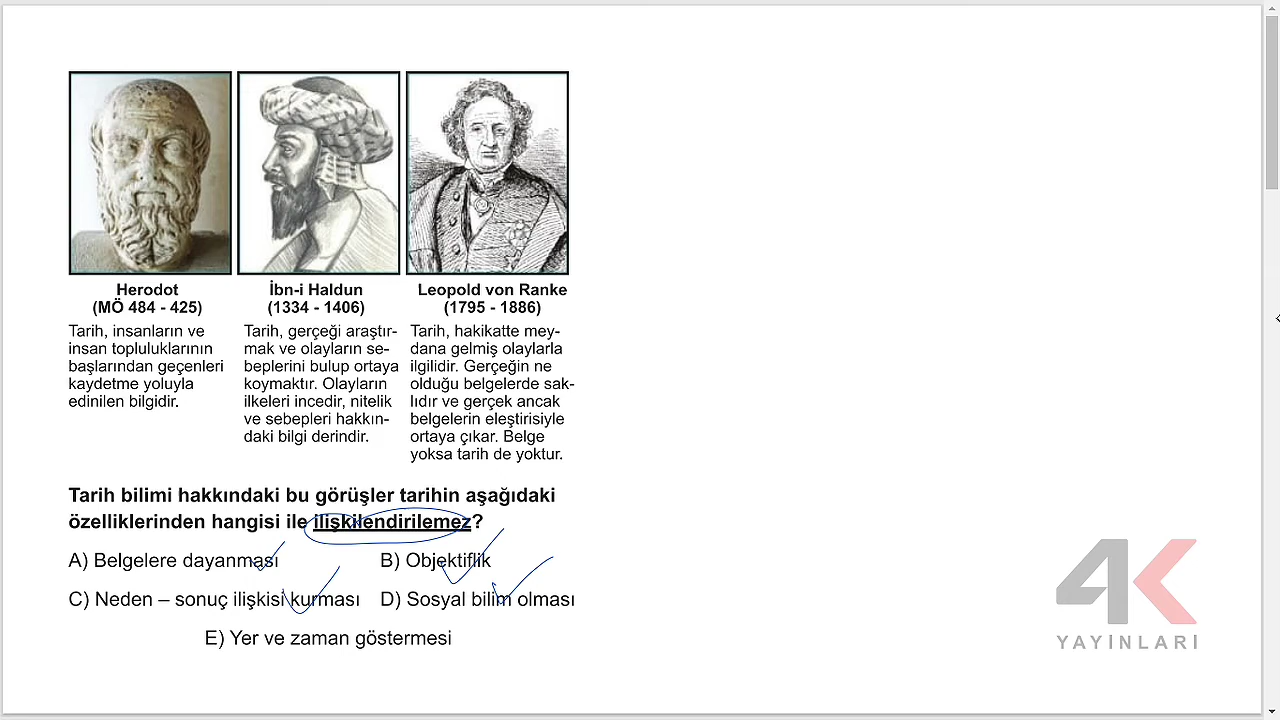 Herodot
(MÖ 484 - 425)
Tarih, insanların ve
insan topluluklarının
başlarından geçenleri
kaydetme yoluyla
edinilen bilgidir.
İbn-i Haldun
(1334 - 1406)
Tarih, gerçeği araştır-
mak ve olayların se-
beplerini bulup ortaya
koymaktır. Olayların
ilkeleri incedir, nitelik
ve sebepleri hakkın-
daki bilgi derindir.
Leopold von Ranke
(1795 - 1886)
Tarih, hakikatte mey-
dana gelmiş olaylarla
ilgilidir. Gerçeğin ne
olduğu belgelerde sak-
lıdır ve gerçek ancak
belgelerin eleştirisiyle
ortaya çıkar. Belge
yoksa tarih de yoktur.
Tarih bilimi hakkındaki bu görüşler tarihin aşağıdaki
özelliklerinden hangisi ile ilişkilendirilemez?
A) Belgelere dayanması
B) Objektiflik
C) Neden – sonuç ilişkisi kurması
D) Sosyal bilim olması
E) Yer ve zaman göstermesi
4K
YAYINLARI